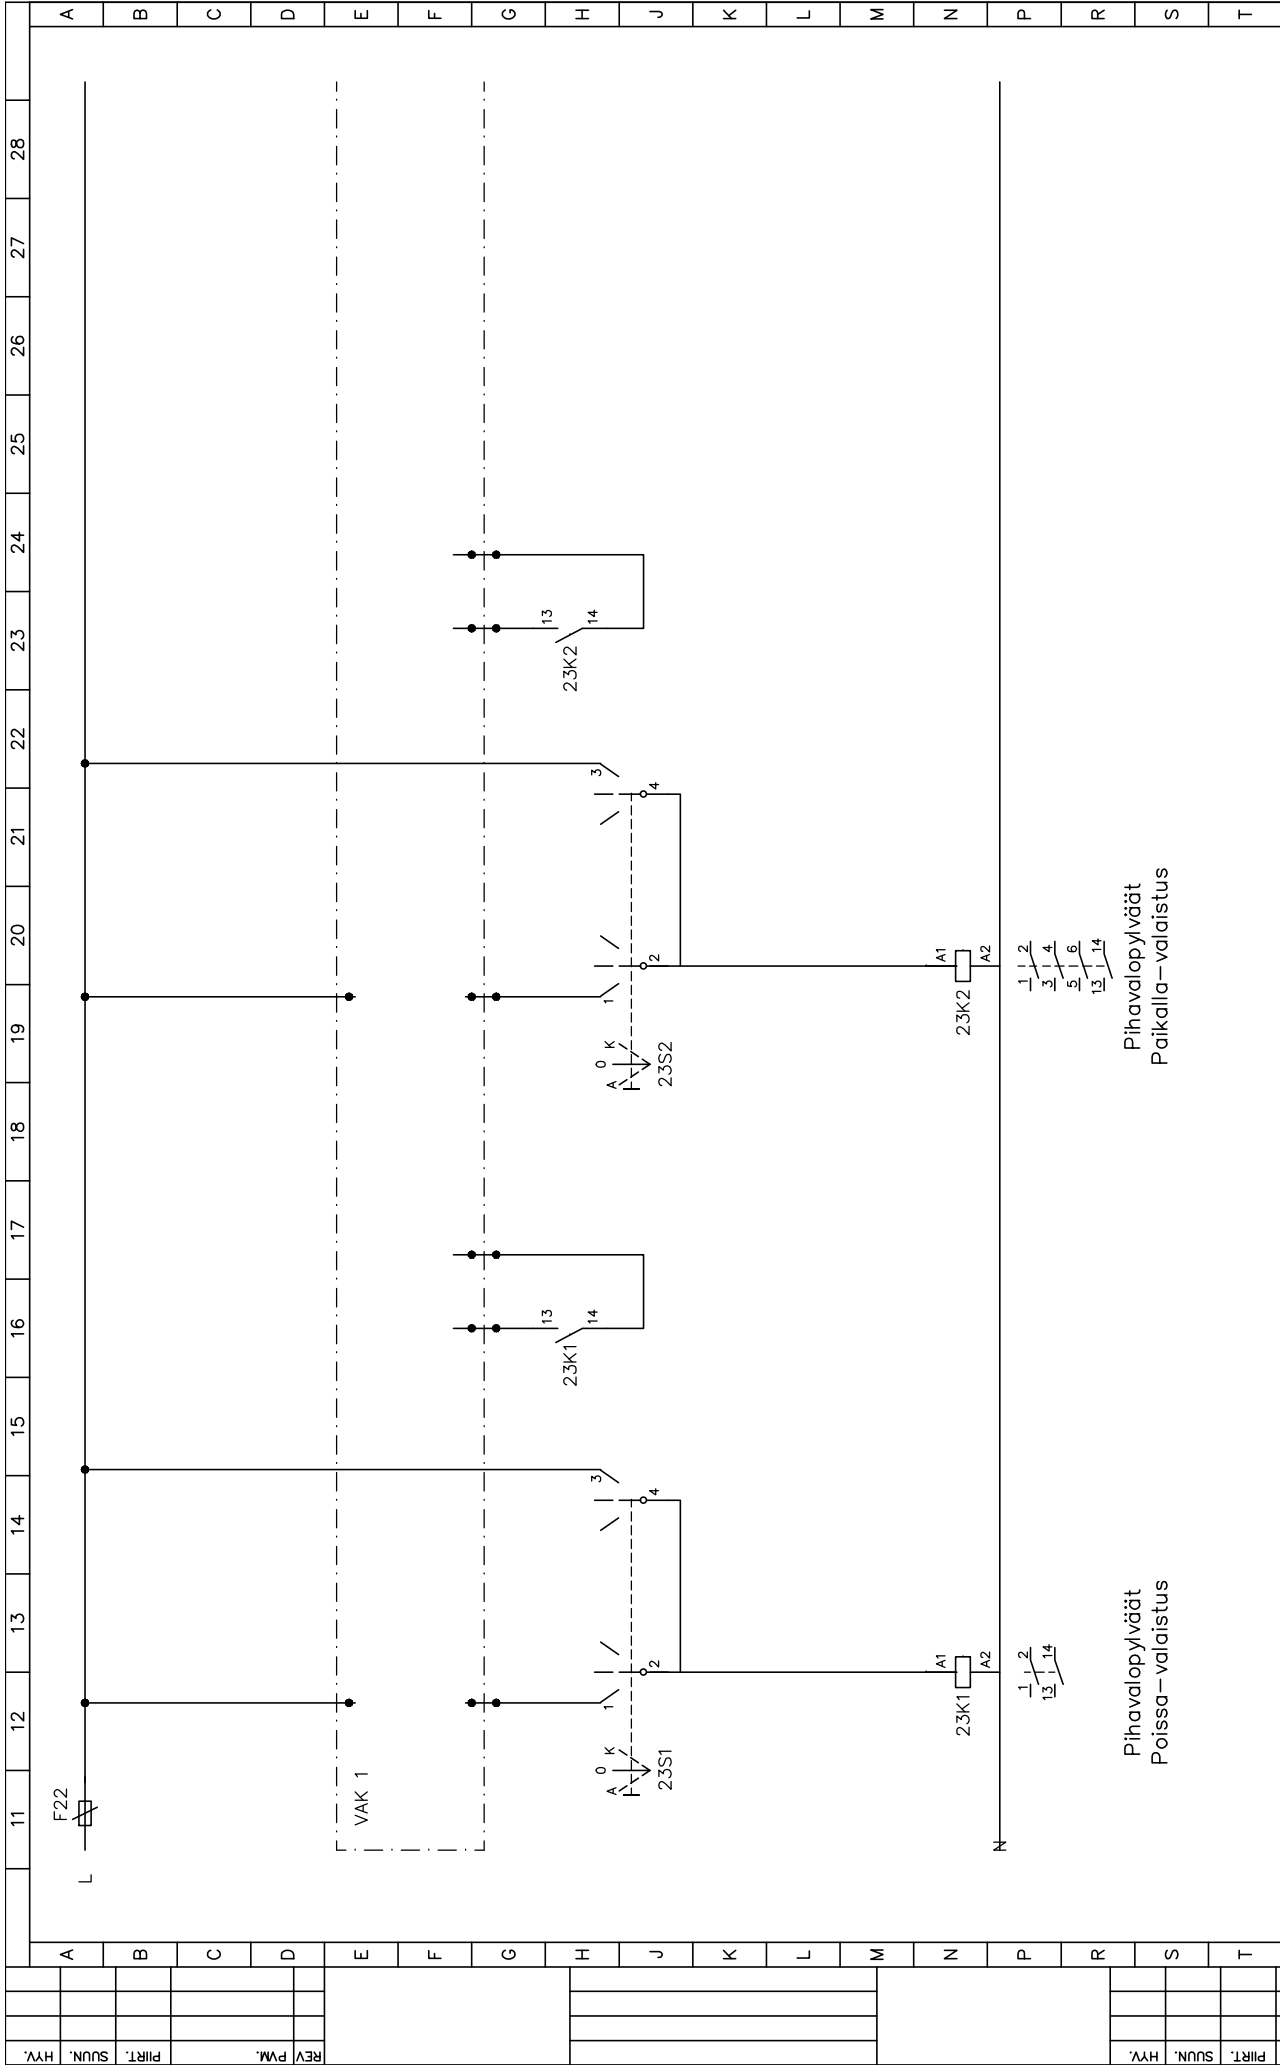 A B C D E F G H J K L M N P R S T
11 12 13 14 15 16 17 18 19 20 21 22 23 24 25 26 27 28
L
F22
VAK 1
A 0 K
23S1
1
2
3
4
23K1
13
14
A 0 K
23S2
1
2
3
4
23K2
13
14
23K1
A1
A2
23K2
A1
A2
N
1 2
13 14
1 2
3 4
5 6
13 14
Pihavalopylväät
Poissa-valaistus
Pihavalopylväät
Paikalla-valaistus
A B C D E F G H J K L M N P R S T
HYV.
SUUN.
PIIRT.
PVM.
REV
HYV.
SUUN.
PIIRT.